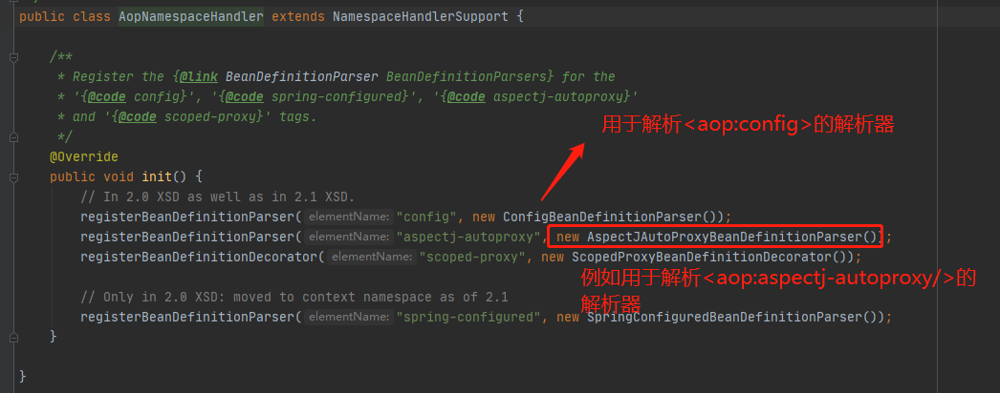 public class AopNamespaceHandler extends NamespaceHandlerSupport {
/**
* Register the {@link BeanDefinitionParser BeanDefinitionParsers} for the
* '{@code config}', '{@code spring-configured}', '{@code aspectj-autoproxy}'
* and '{@code scoped-proxy}' tags.
用于解析<aop:config>的解析器
*/
@Override
public void init() {
// In 2.0 XSD as well as in 2.1 XSD.
registerBeanDefinitionParser( elementName: "config", new ConfigBeanDefinitionParser());
registerBeanDefinitionParser( elementName: "aspectj-autoproxy", new AspectJAutoProxyBeanDefinitionParser());
registerBeanDefinitionDecorator( elementName: "scoped-proxy", new ScopedProxyBeanDefinitionDecorator());
例如用于解析<aop:aspectj-autoproxy/>的
解析器
// Only in 2.0 XSD: moved to context namespace as of 2.1
registerBeanDefinitionParser( elementName: "spring-configured", new SpringConfiguredBeanDefinitionParser());
}
}